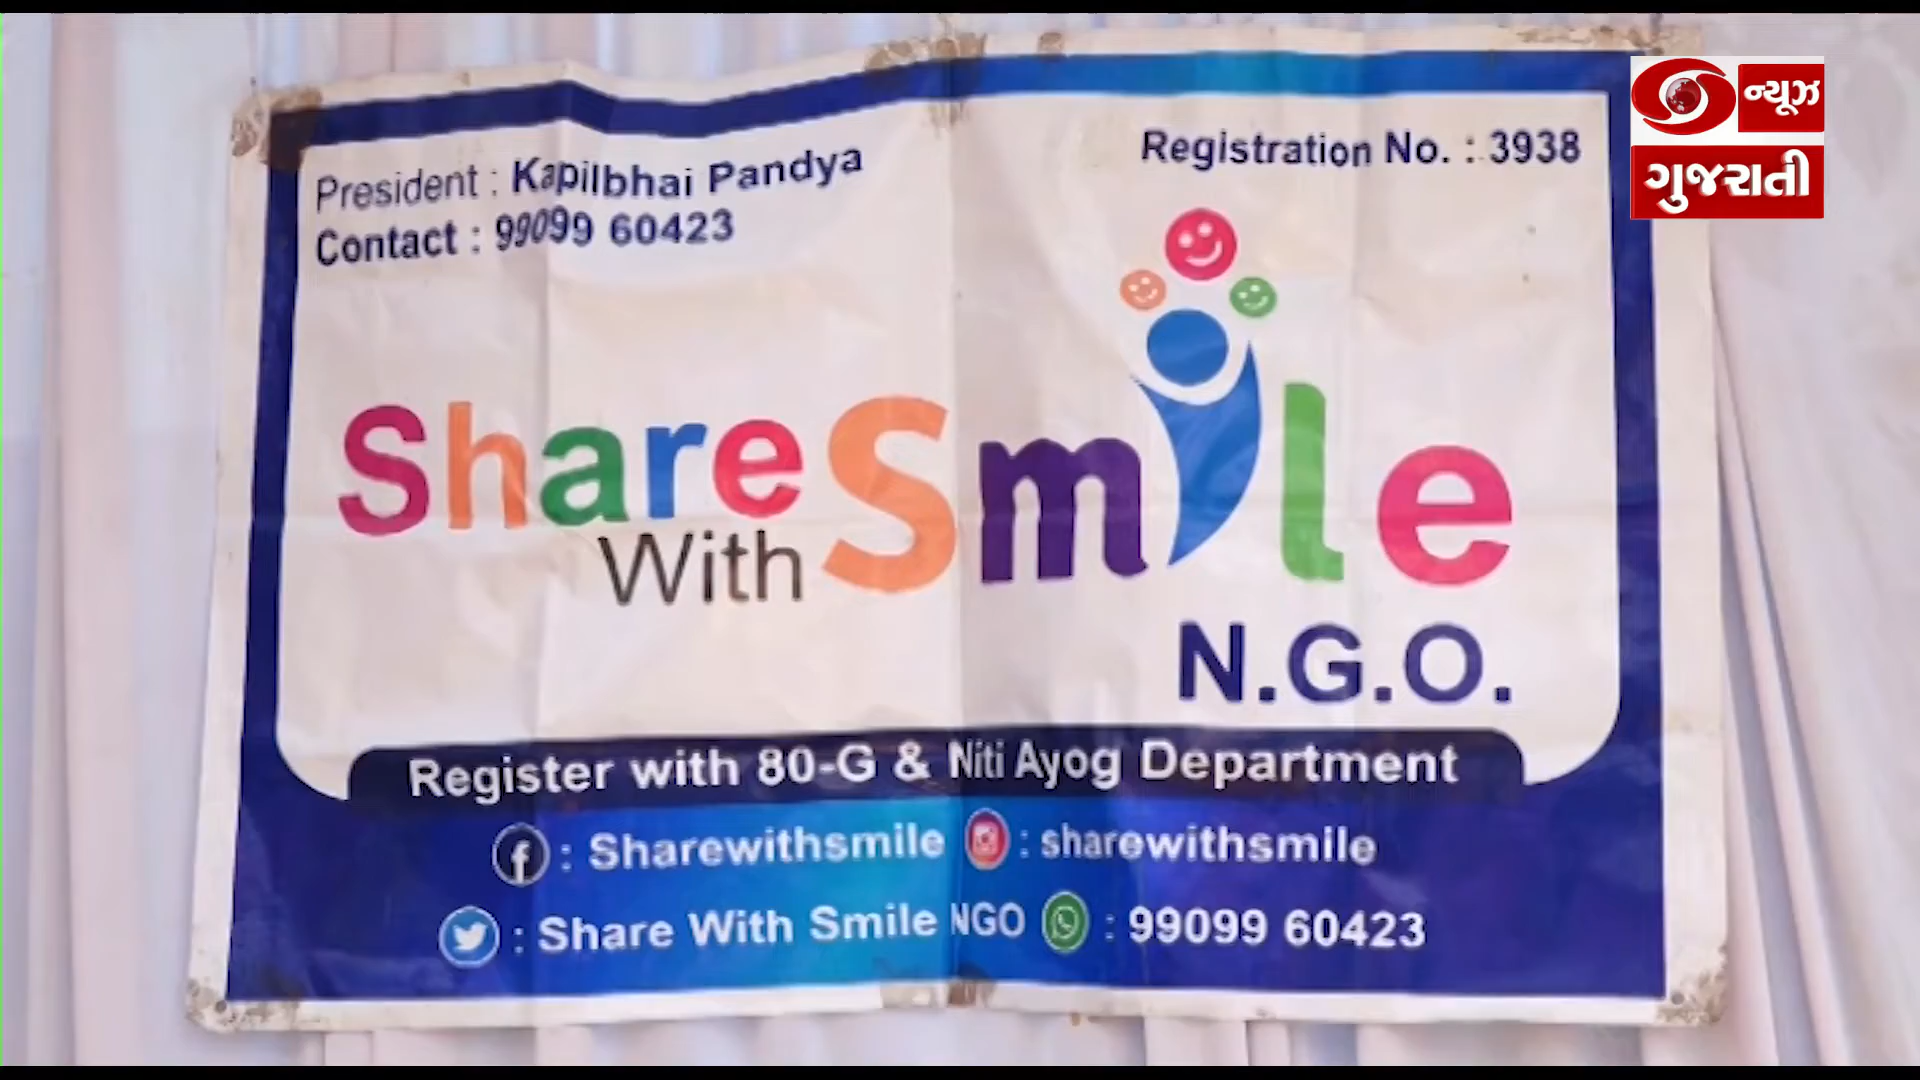 President : Kapilbhai Pandya
Contact : 99099 60423
Registration No. : 3938
ન્યૂઝ
ગુજરાતી
Share
With
Smile
N.G.O.
Register with 80-G & Niti Ayog Department
: Sharewithsmile : sharewithsmile
: Share With Smile NGO : 99099 60423